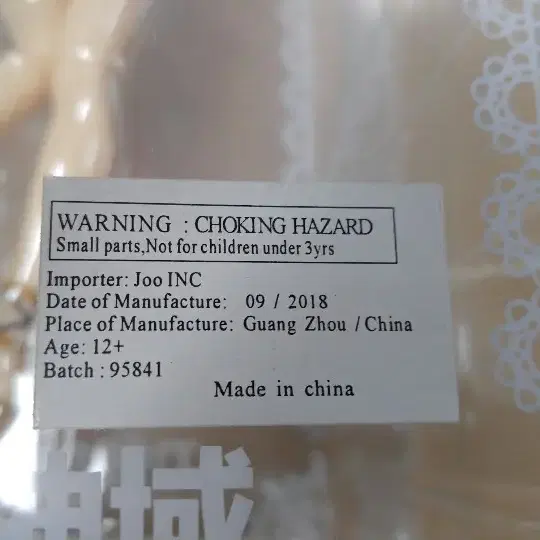 WARNING : CHOKING HAZARD
Small parts,Not for children under 3yrs
Importer: Joo INC
Date of Manufacture: 09 / 2018
Place of Manufacture: Guang Zhou / China
Age: 12+
Batch : 95841
Made in china
域